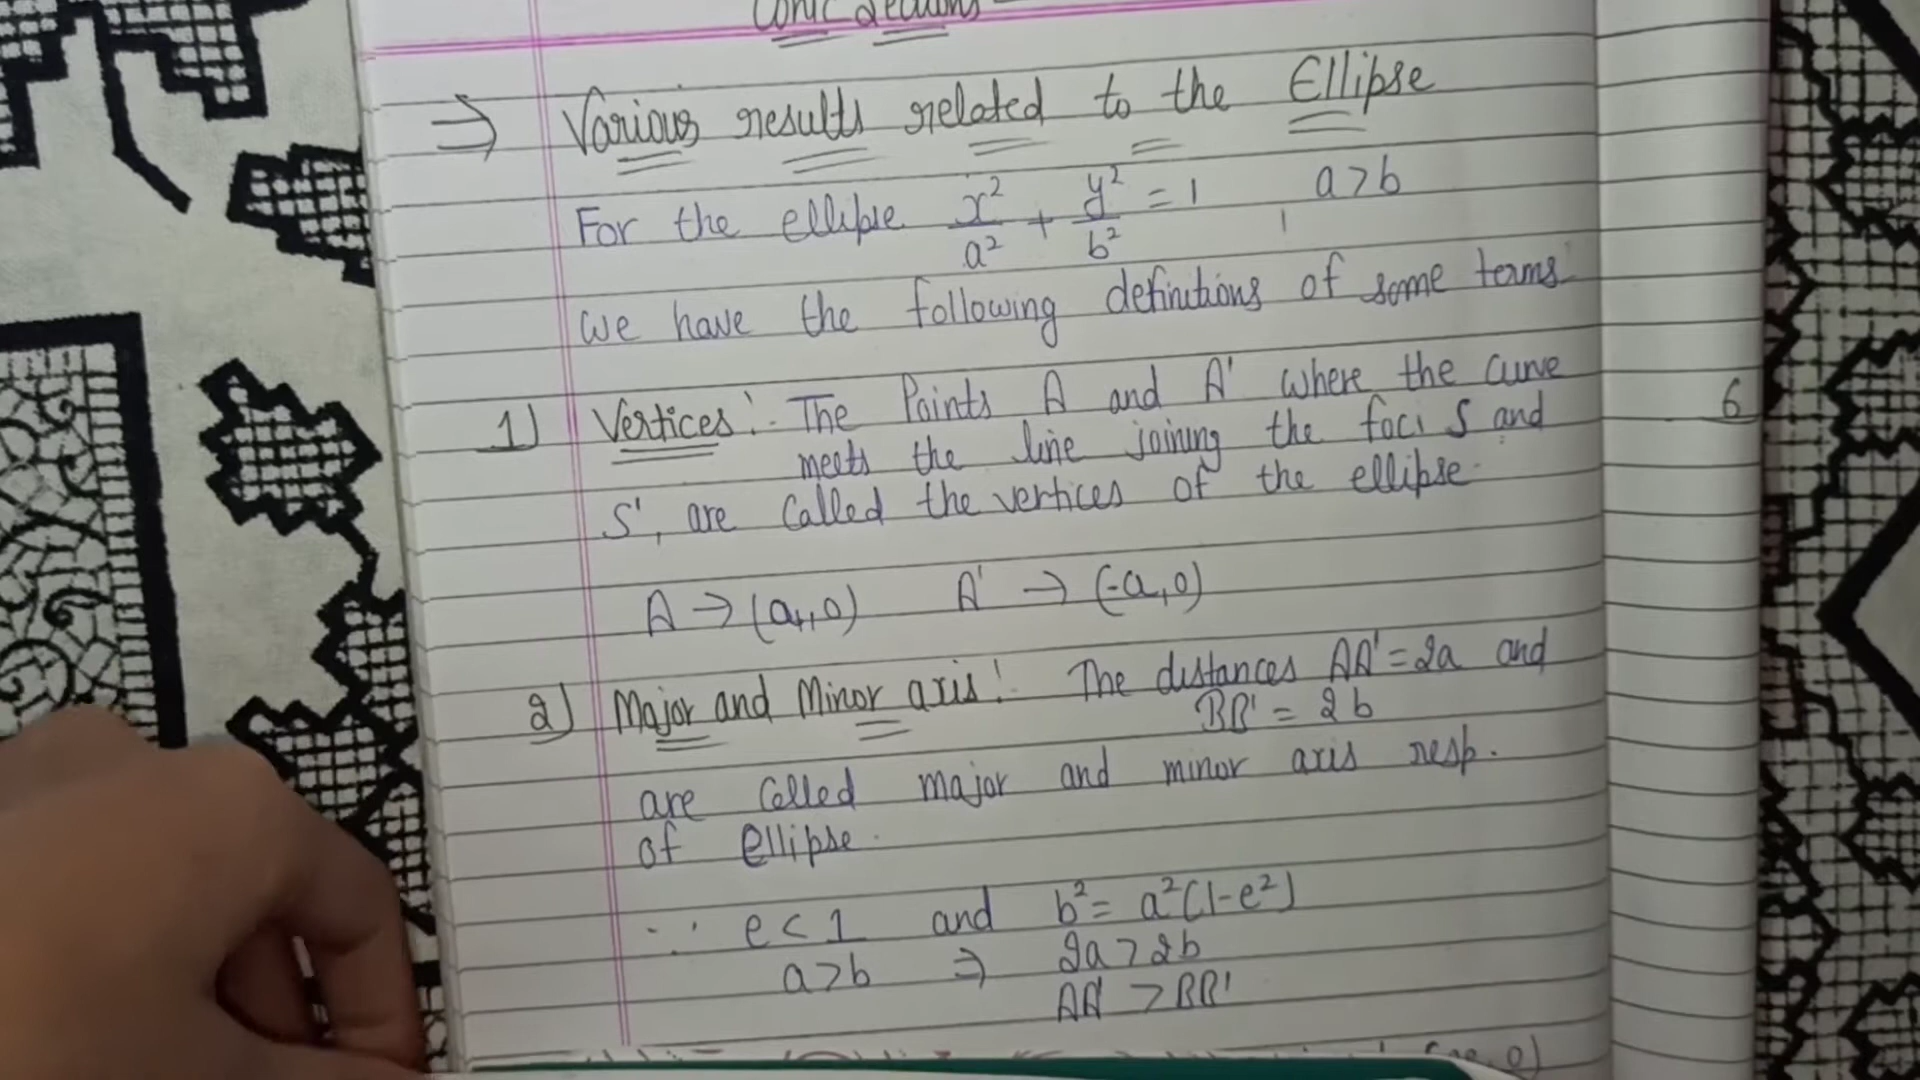 Conic Sections
⇒ Various results related to the Ellipse
For the ellipse x²/a² + y²/b² = 1, a>b
we have the following definitions of some terms
1) Vertices:- The Points A and A' where the curve
meets the line joining the foci S and
S', are called the vertices of the ellipse.
6
A → (a,0) A' → (-a,0)
2) Major and Minor axis:- The distances AA'=2a and
BB' = 2b
are called major and minor axis resp.
of ellipse.
∵ e<1 and b² = a²(1-e²)
a>b ⇒ 2a>2b
AA' > BB'